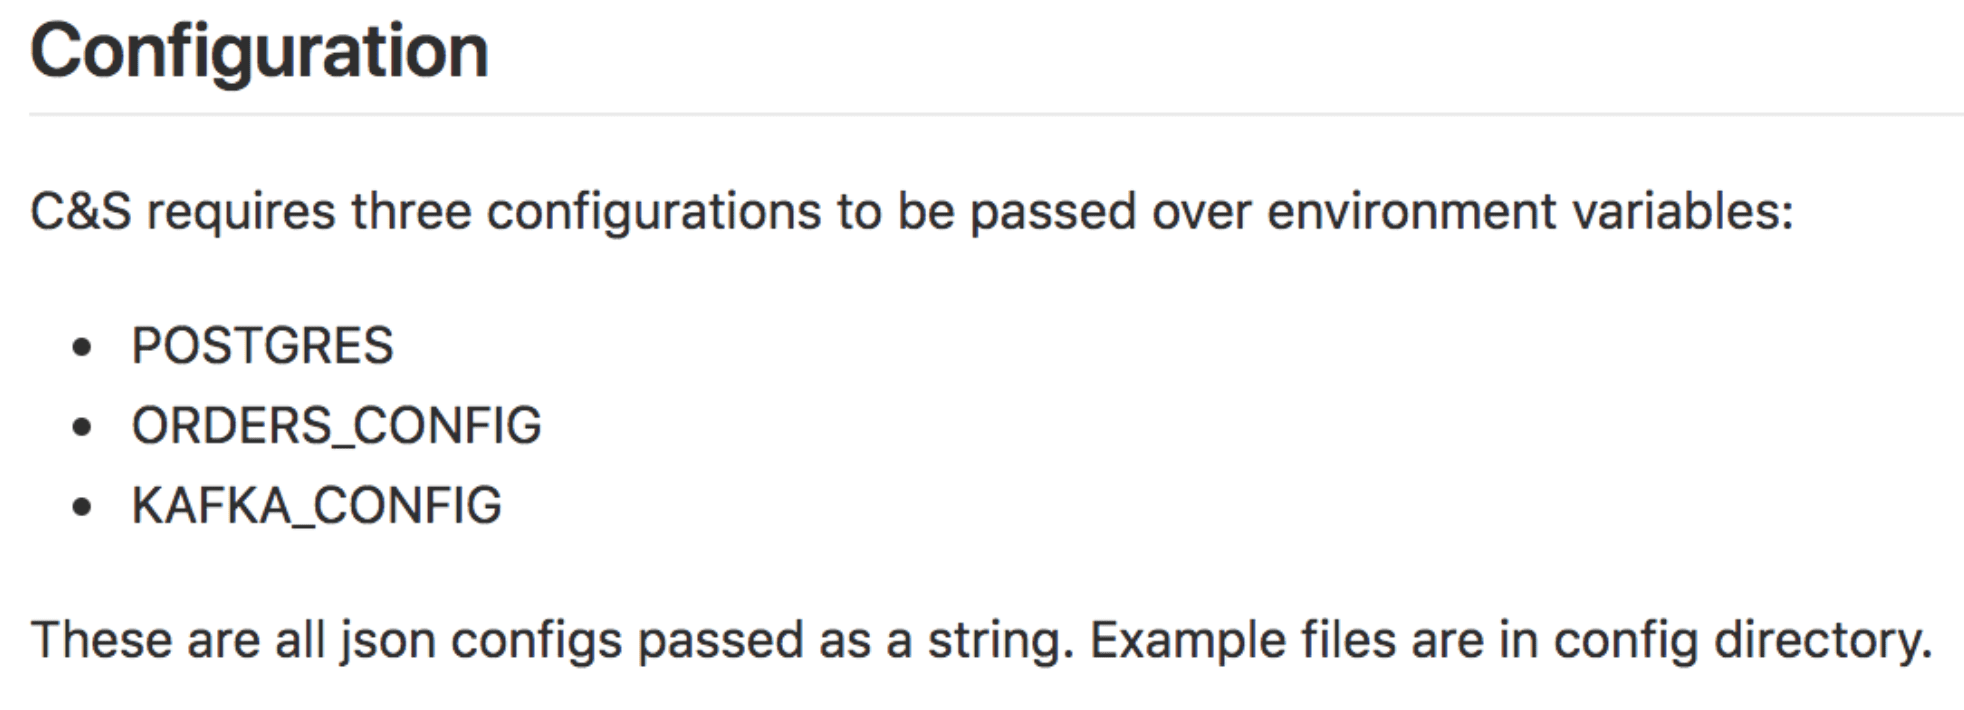 Configuration
C&S requires three configurations to be passed over environment variables:
• POSTGRES
• ORDERS_CONFIG
• KAFKA_CONFIG
These are all json configs passed as a string. Example files are in config directory.